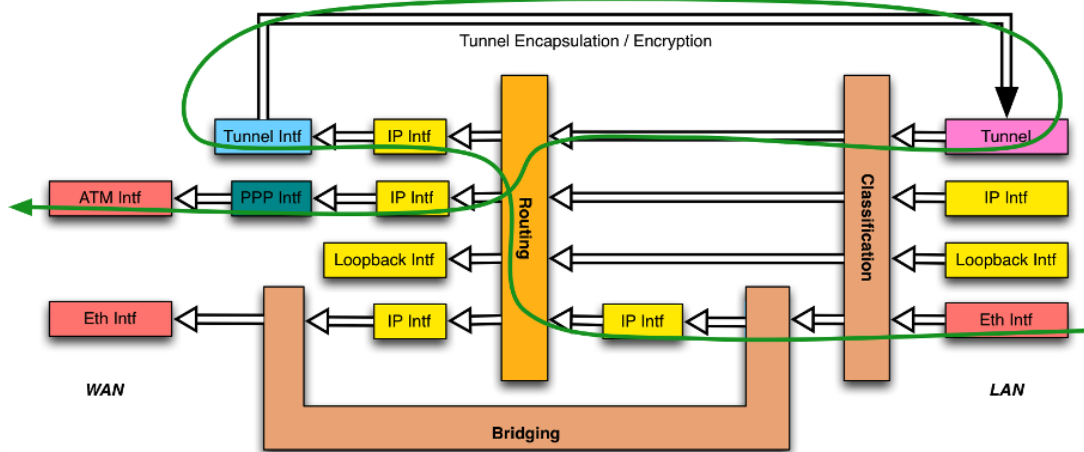 Tunnel Encapsulation / Encryption
Tunnel Intf
IP Intf
Tunnel
ATM Intf
PPP Intf
IP Intf
Routing
Classification
IP Intf
Loopback Intf
Loopback Intf
Eth Intf
IP Intf
IP Intf
Eth Intf
WAN
LAN
Bridging